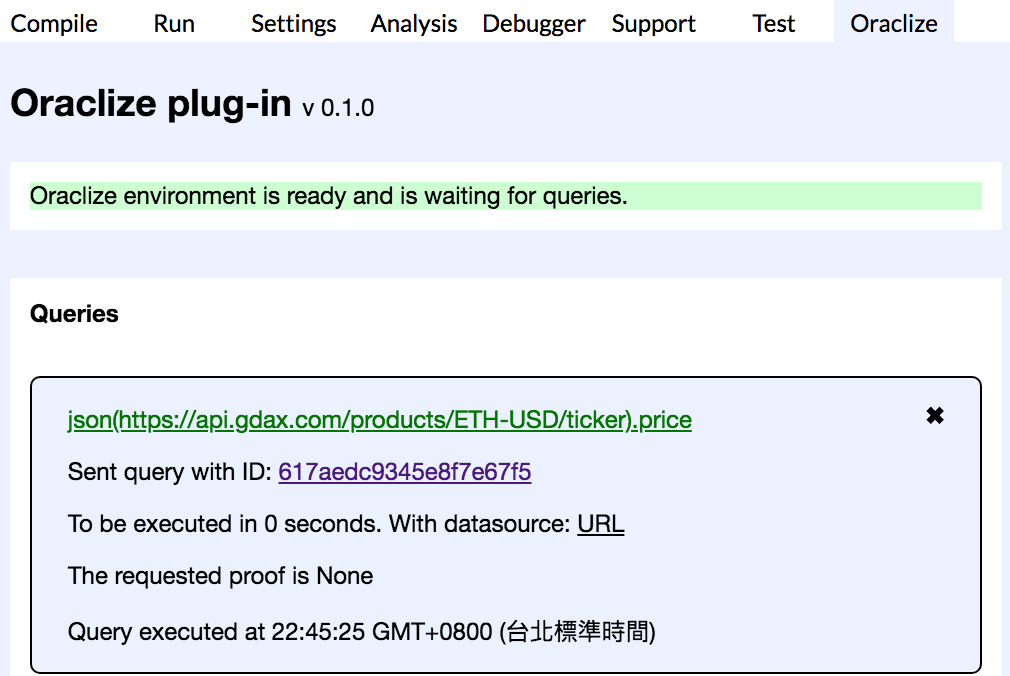 Compile Run Settings Analysis Debugger Support Test Oraclize
Oraclize plug-in v 0.1.0
Oraclize environment is ready and is waiting for queries.
Queries
json(https://api.gdax.com/products/ETH-USD/ticker).price ✖
Sent query with ID: 617aedc9345e8f7e67f5
To be executed in 0 seconds. With datasource: URL
The requested proof is None
Query executed at 22:45:25 GMT+0800 (台北標準時間)